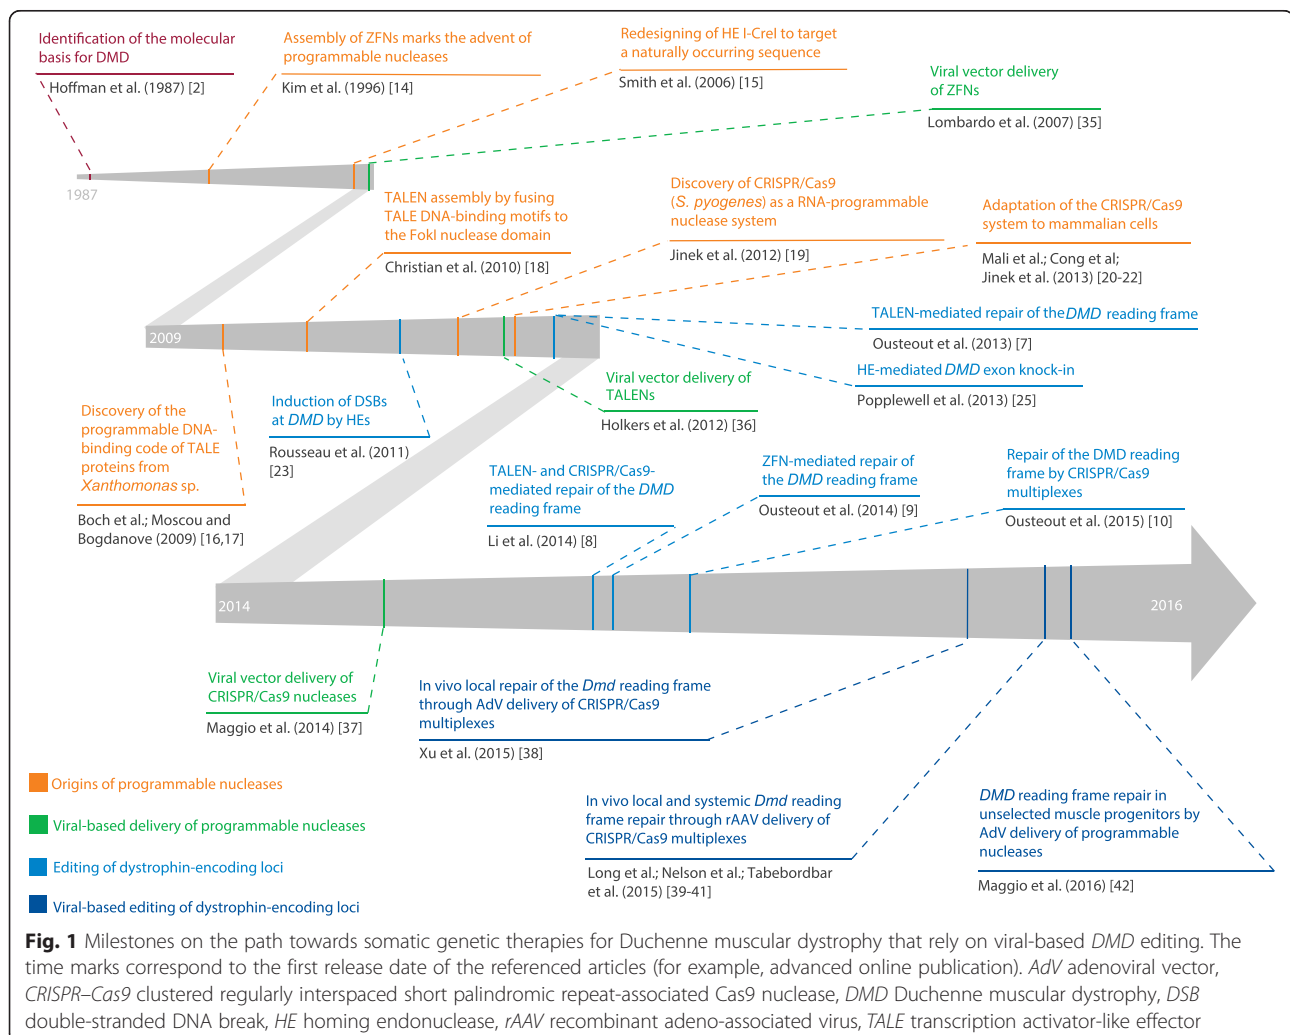 Identification of the molecular
basis for DMD
Hoffman et al. (1987) [2]
Assembly of ZFNs marks the advent of
programmable nucleases
Kim et al. (1996) [14]
Redesigning of HE I-CreI to target
a naturally occurring sequence
Smith et al. (2006) [15]
Viral vector delivery
of ZFNs
Lombardo et al. (2007) [35]
1987
TALEN assembly by fusing
TALE DNA-binding motifs to
the FokI nuclease domain
Christian et al. (2010) [18]
Discovery of CRISPR/Cas9
(S. pyogenes) as a RNA-programmable
nuclease system
Jinek et al. (2012) [19]
Adaptation of the CRISPR/Cas9
system to mammalian cells
Mali et al.; Cong et al;
Jinek et al. (2013) [20-22]
2009
TALEN-mediated repair of the DMD reading frame
Ousteout et al. (2013) [7]
HE-mediated DMD exon knock-in
Popplewell et al. (2013) [25]
Viral vector delivery of
TALENs
Holkers et al. (2012) [36]
Induction of DSBs
at DMD by HEs
Rousseau et al. (2011)
[23]
Discovery of the
programmable DNA-
binding code of TALE
proteins from
Xanthomonas sp.
Boch et al.; Moscou and
Bogdanove (2009) [16,17]
TALEN- and CRISPR/Cas9-
mediated repair of the DMD
reading frame
Li et al. (2014) [8]
ZFN-mediated repair of
the DMD reading frame
Ousteout et al. (2014) [9]
Repair of the DMD reading
frame by CRISPR/Cas9
multiplexes
Ousteout et al. (2015) [10]
2014
2016
Viral vector delivery of
CRISPR/Cas9 nucleases
Maggio et al. (2014) [37]
In vivo local repair of the Dmd reading frame
through AdV delivery of CRISPR/Cas9
multiplexes
Xu et al. (2015) [38]
In vivo local and systemic Dmd reading
frame repair through rAAV delivery of
CRISPR/Cas9 multiplexes
Long et al.; Nelson et al.; Tabebordbar
et al. (2015) [39-41]
DMD reading frame repair in
unselected muscle progenitors by
AdV delivery of programmable
nucleases
Maggio et al. (2016) [42]
Origins of programmable nucleases
Viral-based delivery of programmable nucleases
Editing of dystrophin-encoding loci
Viral-based editing of dystrophin-encoding loci
Fig. 1 Milestones on the path towards somatic genetic therapies for Duchenne muscular dystrophy that rely on viral-based DMD editing. The
time marks correspond to the first release date of the referenced articles (for example, advanced online publication). AdV adenoviral vector,
CRISPR–Cas9 clustered regularly interspaced short palindromic repeat-associated Cas9 nuclease, DMD Duchenne muscular dystrophy, DSB
double-stranded DNA break, HE homing endonuclease, rAAV recombinant adeno-associated virus, TALE transcription activator-like effector